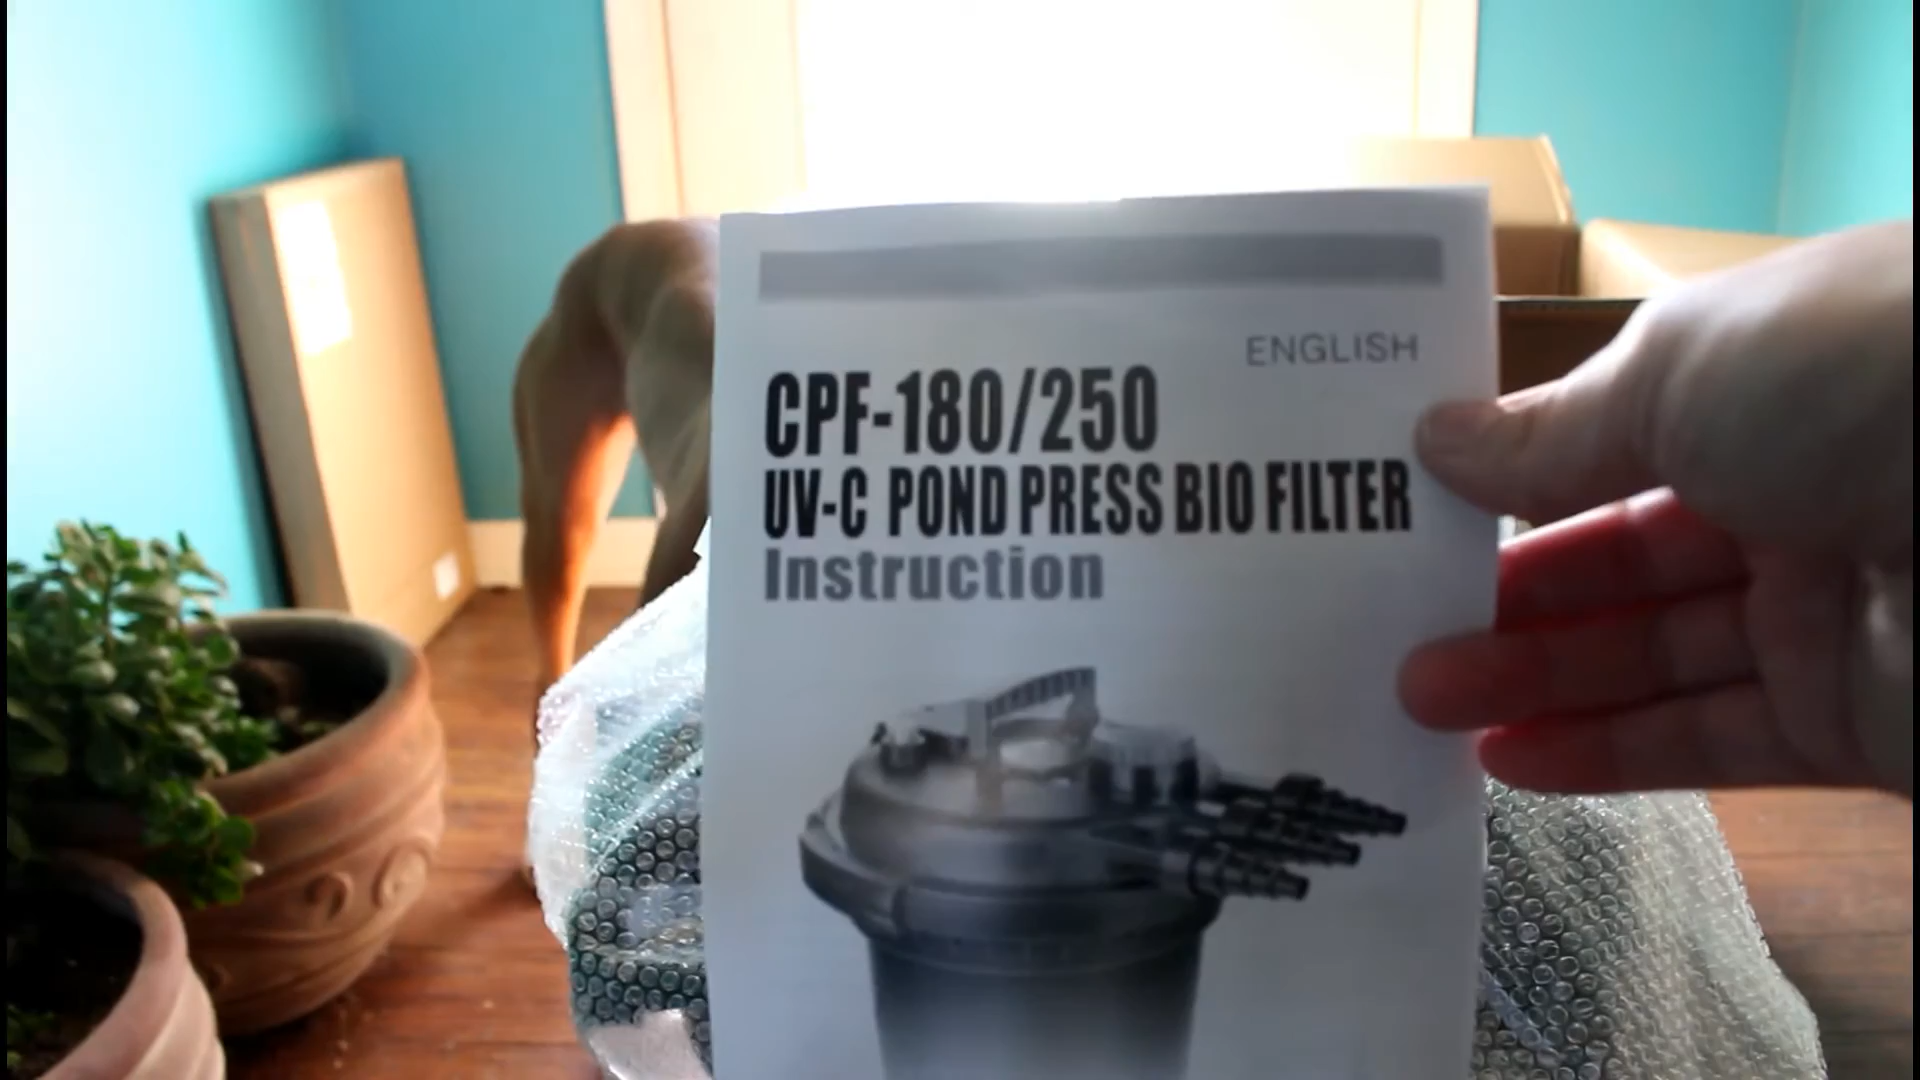 ENGLISH
CPF-180/250
UV-C POND PRESS BIO FILTER
Instruction